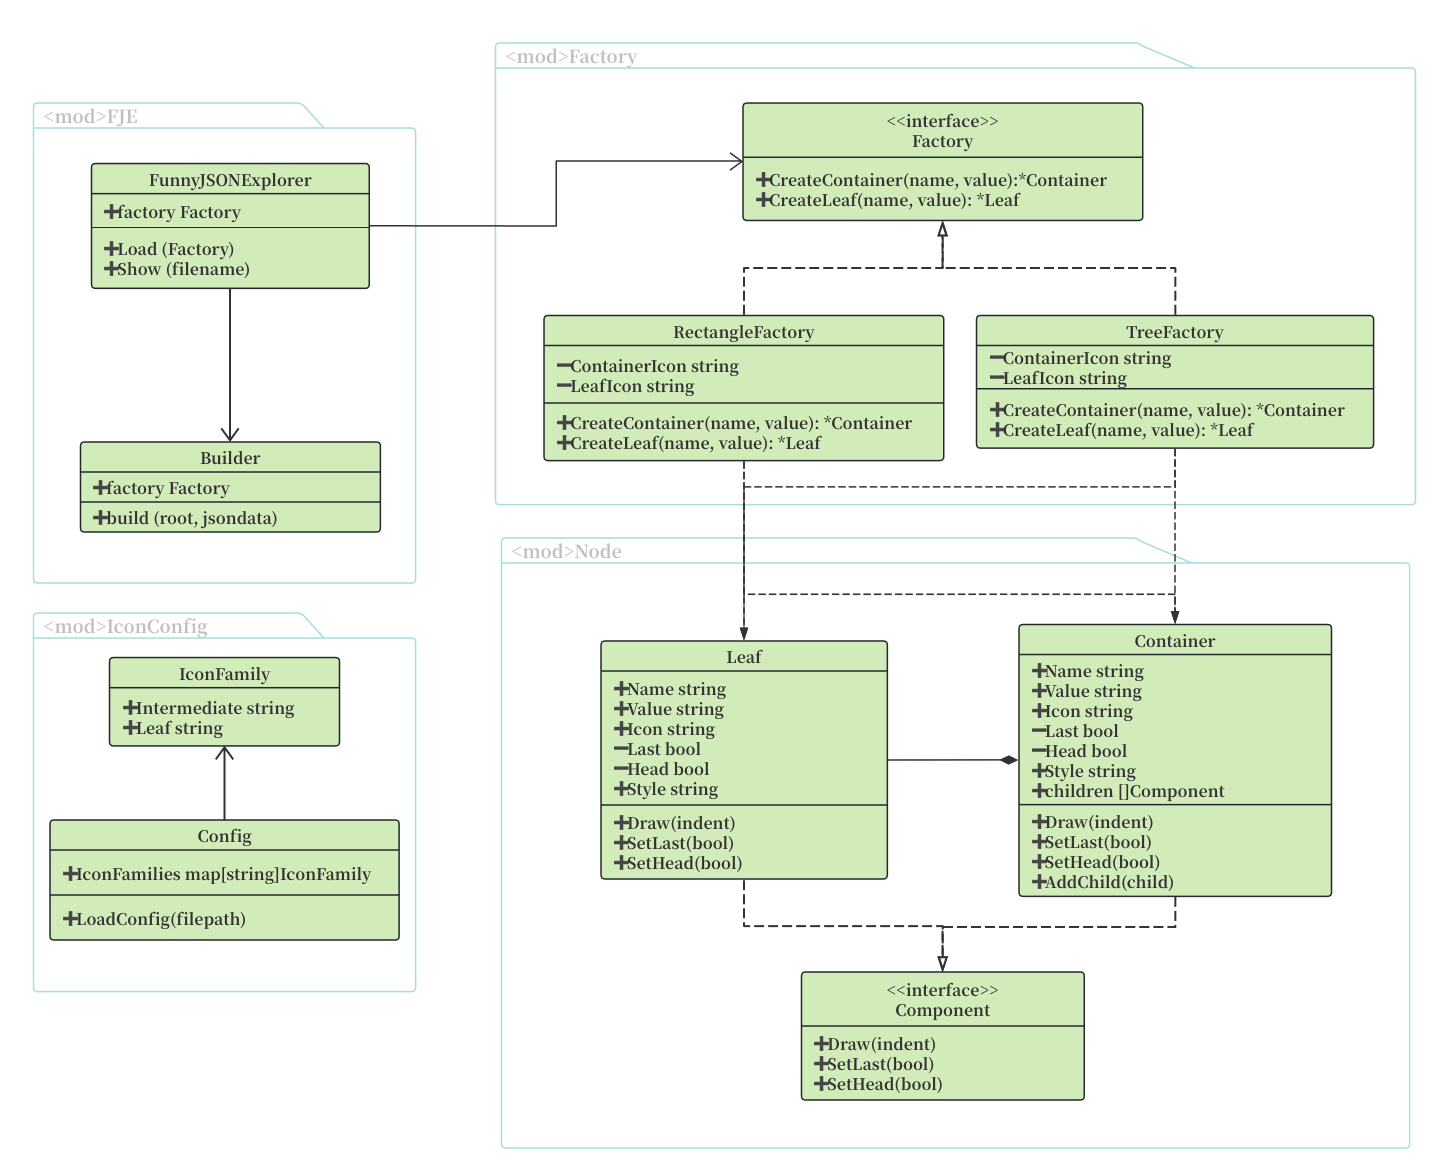 <mod>FJE
FunnyJSONExplorer
+factory Factory
+Load (Factory)
+Show (filename)
Builder
+factory Factory
+build (root, jsondata)
<mod>IconConfig
IconFamily
+Intermediate string
+Leaf string
Config
+IconFamilies map[string]IconFamily
+LoadConfig(filepath)
<mod>Factory
<<interface>>
Factory
+CreateContainer(name, value):*Container
+CreateLeaf(name, value): *Leaf
RectangleFactory
-ContainerIcon string
-LeafIcon string
+CreateContainer(name, value): *Container
+CreateLeaf(name, value): *Leaf
TreeFactory
-ContainerIcon string
-LeafIcon string
+CreateContainer(name, value): *Container
+CreateLeaf(name, value): *Leaf
<mod>Node
Leaf
+Name string
+Value string
+Icon string
-Last bool
-Head bool
+Style string
+Draw(indent)
+SetLast(bool)
+SetHead(bool)
Container
+Name string
+Value string
+Icon string
-Last bool
-Head bool
+Style string
+children []Component
+Draw(indent)
+SetLast(bool)
+SetHead(bool)
+AddChild(child)
<<interface>>
Component
+Draw(indent)
+SetLast(bool)
+SetHead(bool)